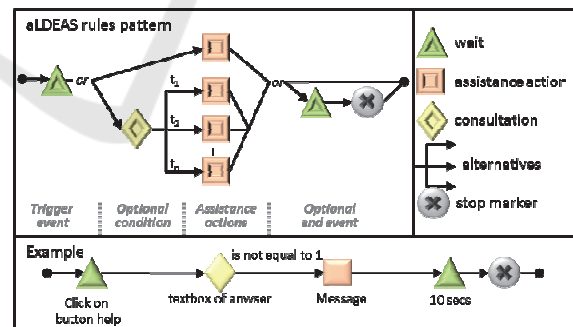 aLDEAS rules pattern
or
t1
t2
tn
or
Trigger event
Optional condition
Assistance actions
Optional end event
wait
assistance action
consultation
alternatives
stop marker
Example
is not equal to 1
Click on button help
textbox of anwser
Message
10 secs